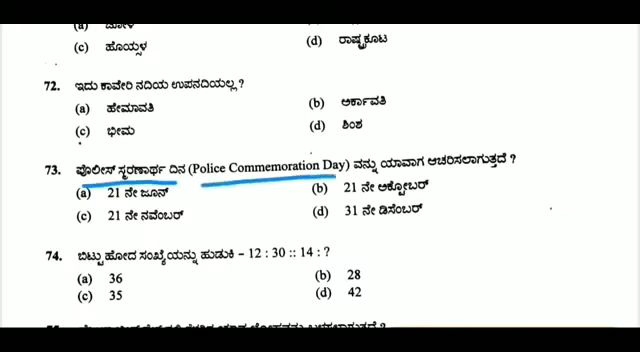 (a) ಚೋಳ
(c) ಹೊಯ್ಸಳ (d) ರಾಷ್ಟ್ರಕೂಟ
72. ಇದು ಕಾವೇರಿ ನದಿಯ ಉಪನದಿಯಲ್ಲ ?
(a) ಹೇಮಾವತಿ (b) ಅರ್ಕಾವತಿ
(c) ಭೀಮ (d) ಶಿಂಶ
73. ಪೊಲೀಸ್ ಸ್ಮರಣಾರ್ಥ ದಿನ (Police Commemoration Day) ವನ್ನು ಯಾವಾಗ ಆಚರಿಸಲಾಗುತ್ತದೆ ?
(a) 21 ನೇ ಜೂನ್ (b) 21 ನೇ ಅಕ್ಟೋಬರ್
(c) 21 ನೇ ನವೆಂಬರ್ (d) 31 ನೇ ಡಿಸೆಂಬರ್
74. ಬಿಟ್ಟು ಹೋದ ಸಂಖ್ಯೆಯನ್ನು ಹುಡುಕಿ – 12 : 30 :: 14 : ?
(a) 36 (b) 28
(c) 35 (d) 42